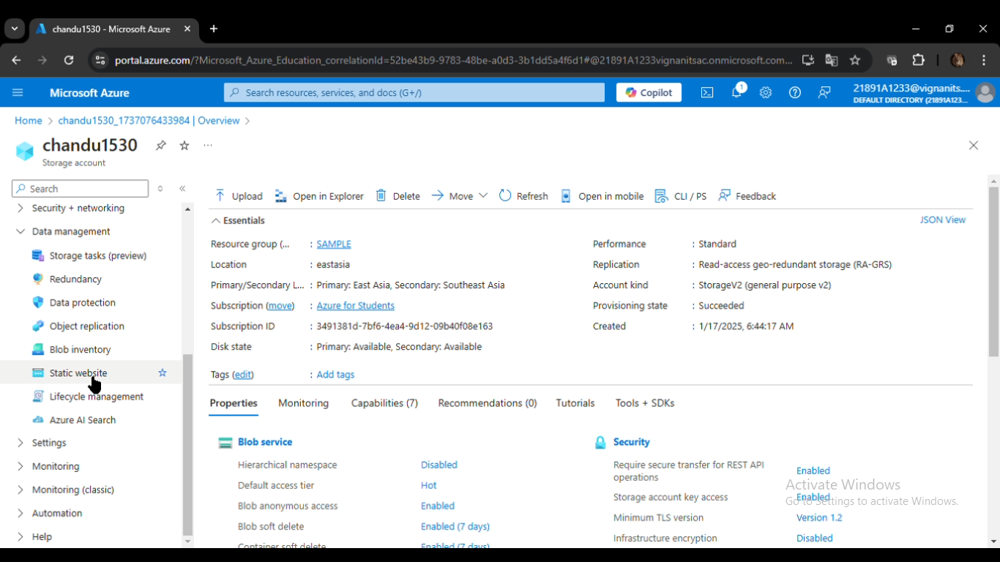 chandu1530 - Microsoft Azure
portal.azure.com/?Microsoft_Azure_Education_correlationId=52be43b9-9783-48be-a0d3-3b1dd5a4f6d1#@21891A1233vignanitsac.onmicrosoft.com...
Microsoft Azure
Search resources, services, and docs (G+/)
Copilot
1
21891A1233@vignanits....
DEFAULT DIRECTORY (21891A123...
Home > chandu1530_1737076433984 | Overview >
chandu1530
Storage account
Search
Security + networking
Data management
Storage tasks (preview)
Redundancy
Data protection
Object replication
Blob inventory
Static website
Lifecycle management
Azure AI Search
Settings
Monitoring
Monitoring (classic)
Automation
Help
Upload Open in Explorer Delete Move Refresh Open in mobile CLI / PS Feedback
Essentials
JSON View
Resource group (... : SAMPLE
Location : eastasia
Primary/Secondary L... : Primary: East Asia, Secondary: Southeast Asia
Subscription (move) : Azure for Students
Subscription ID : 3491381d-7bf6-4ea4-9d12-09b40f08e163
Disk state : Primary: Available, Secondary: Available
Performance : Standard
Replication : Read-access geo-redundant storage (RA-GRS)
Account kind : StorageV2 (general purpose v2)
Provisioning state : Succeeded
Created : 1/17/2025, 6:44:17 AM
Tags (edit) : Add tags
Properties Monitoring Capabilities (7) Recommendations (0) Tutorials Tools + SDKs
Blob service
Hierarchical namespace Disabled
Default access tier Hot
Blob anonymous access Enabled
Blob soft delete Enabled (7 days)
Container soft delete Enabled (7 days)
Security
Require secure transfer for REST API
operations Enabled
Storage account key access Enabled
Minimum TLS version Version 1.2
Infrastructure encryption Disabled
Activate Windows
Go to Settings to activate Windows.